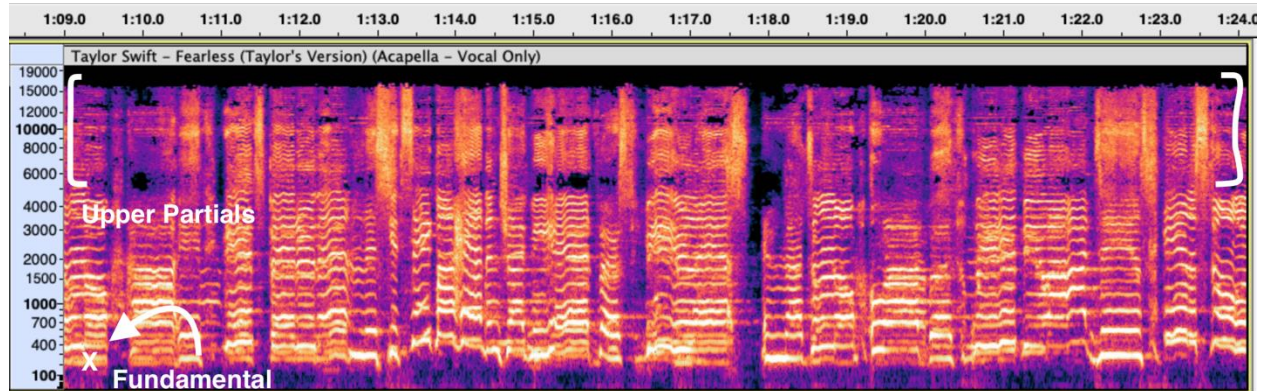 1:09.0 1:10.0 1:11.0 1:12.0 1:13.0 1:14.0 1:15.0 1:16.0 1:17.0 1:18.0 1:19.0 1:20.0 1:21.0 1:22.0 1:23.0 1:24.0
Taylor Swift – Fearless (Taylor's Version) (Acapella – Vocal Only)
19000
15000
12000
10000
8000
6000
4000
Upper Partials
3000
2000
1500
1000
700
400
X
100
Fundamental